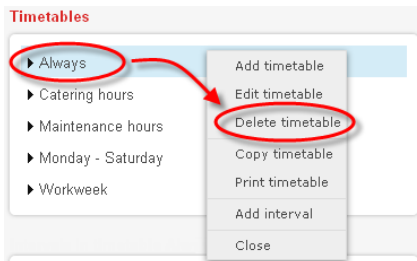 Timetables
Always
Catering hours
Maintenance hours
Monday - Saturday
Workweek
Add timetable
Edit timetable
Delete timetable
Copy timetable
Print timetable
Add interval
Close